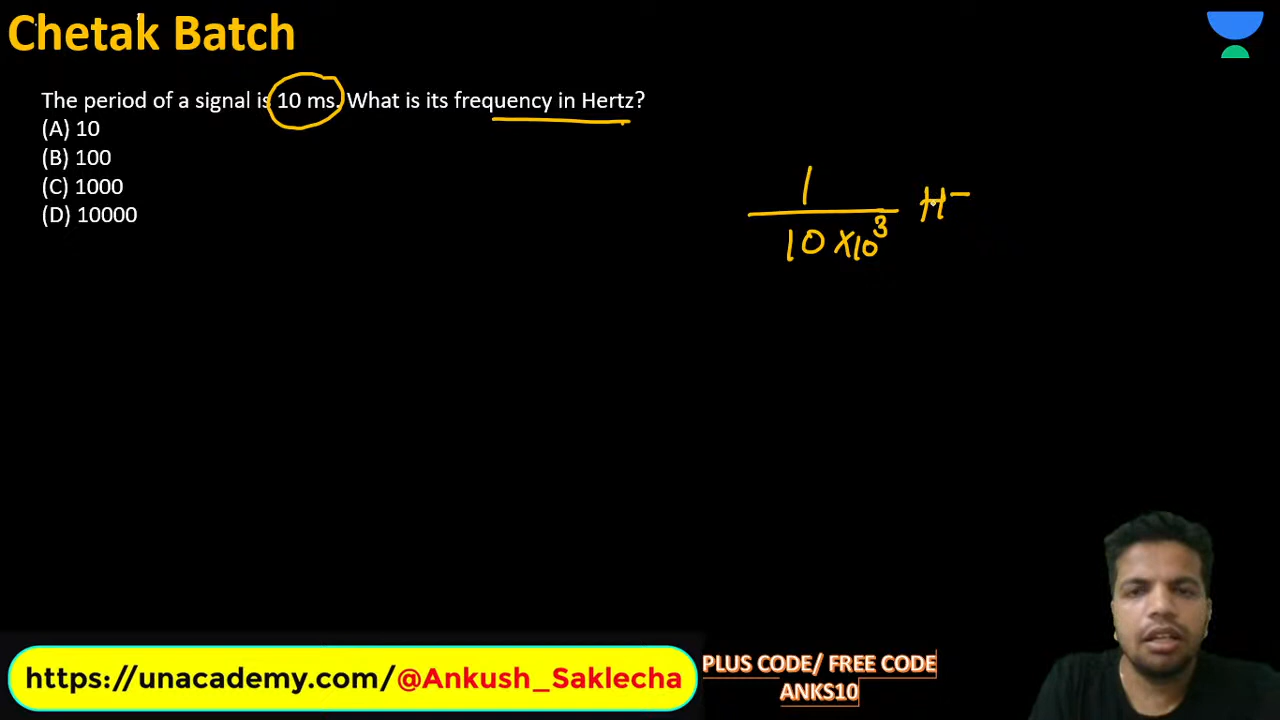 Chetak Batch
The period of a signal is 10 ms. What is its frequency in Hertz?
(A) 10
(B) 100
(C) 1000
(D) 10000
1
10 x10³
H
https://unacademy.com/@Ankush_Saklecha
PLUS CODE/ FREE CODE
ANKS10